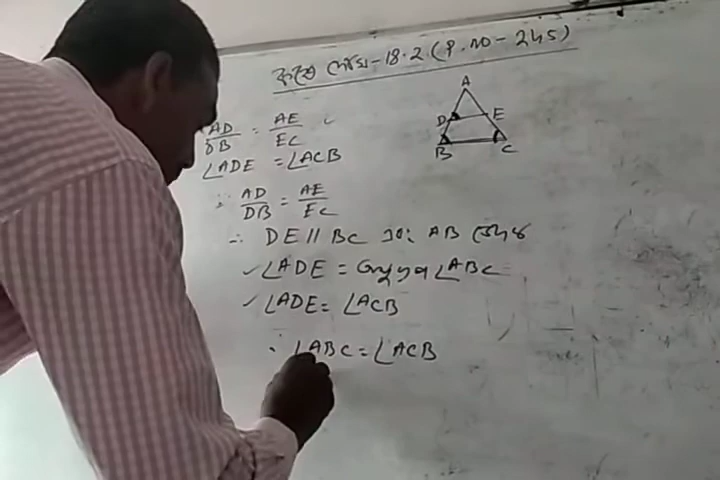 কষে দেখি-18.2 (P.NO-245)
AD/DB = AE/EC
∠ADE = ∠ACB
∴ AD/DB = AE/EC
∴ DE // BC এবং AB ছেদক
✓∠ADE = অনুরূপ ∠ABC
✓∠ADE = ∠ACB
∴ ∠ABC = ∠ACB
A
D E
B C